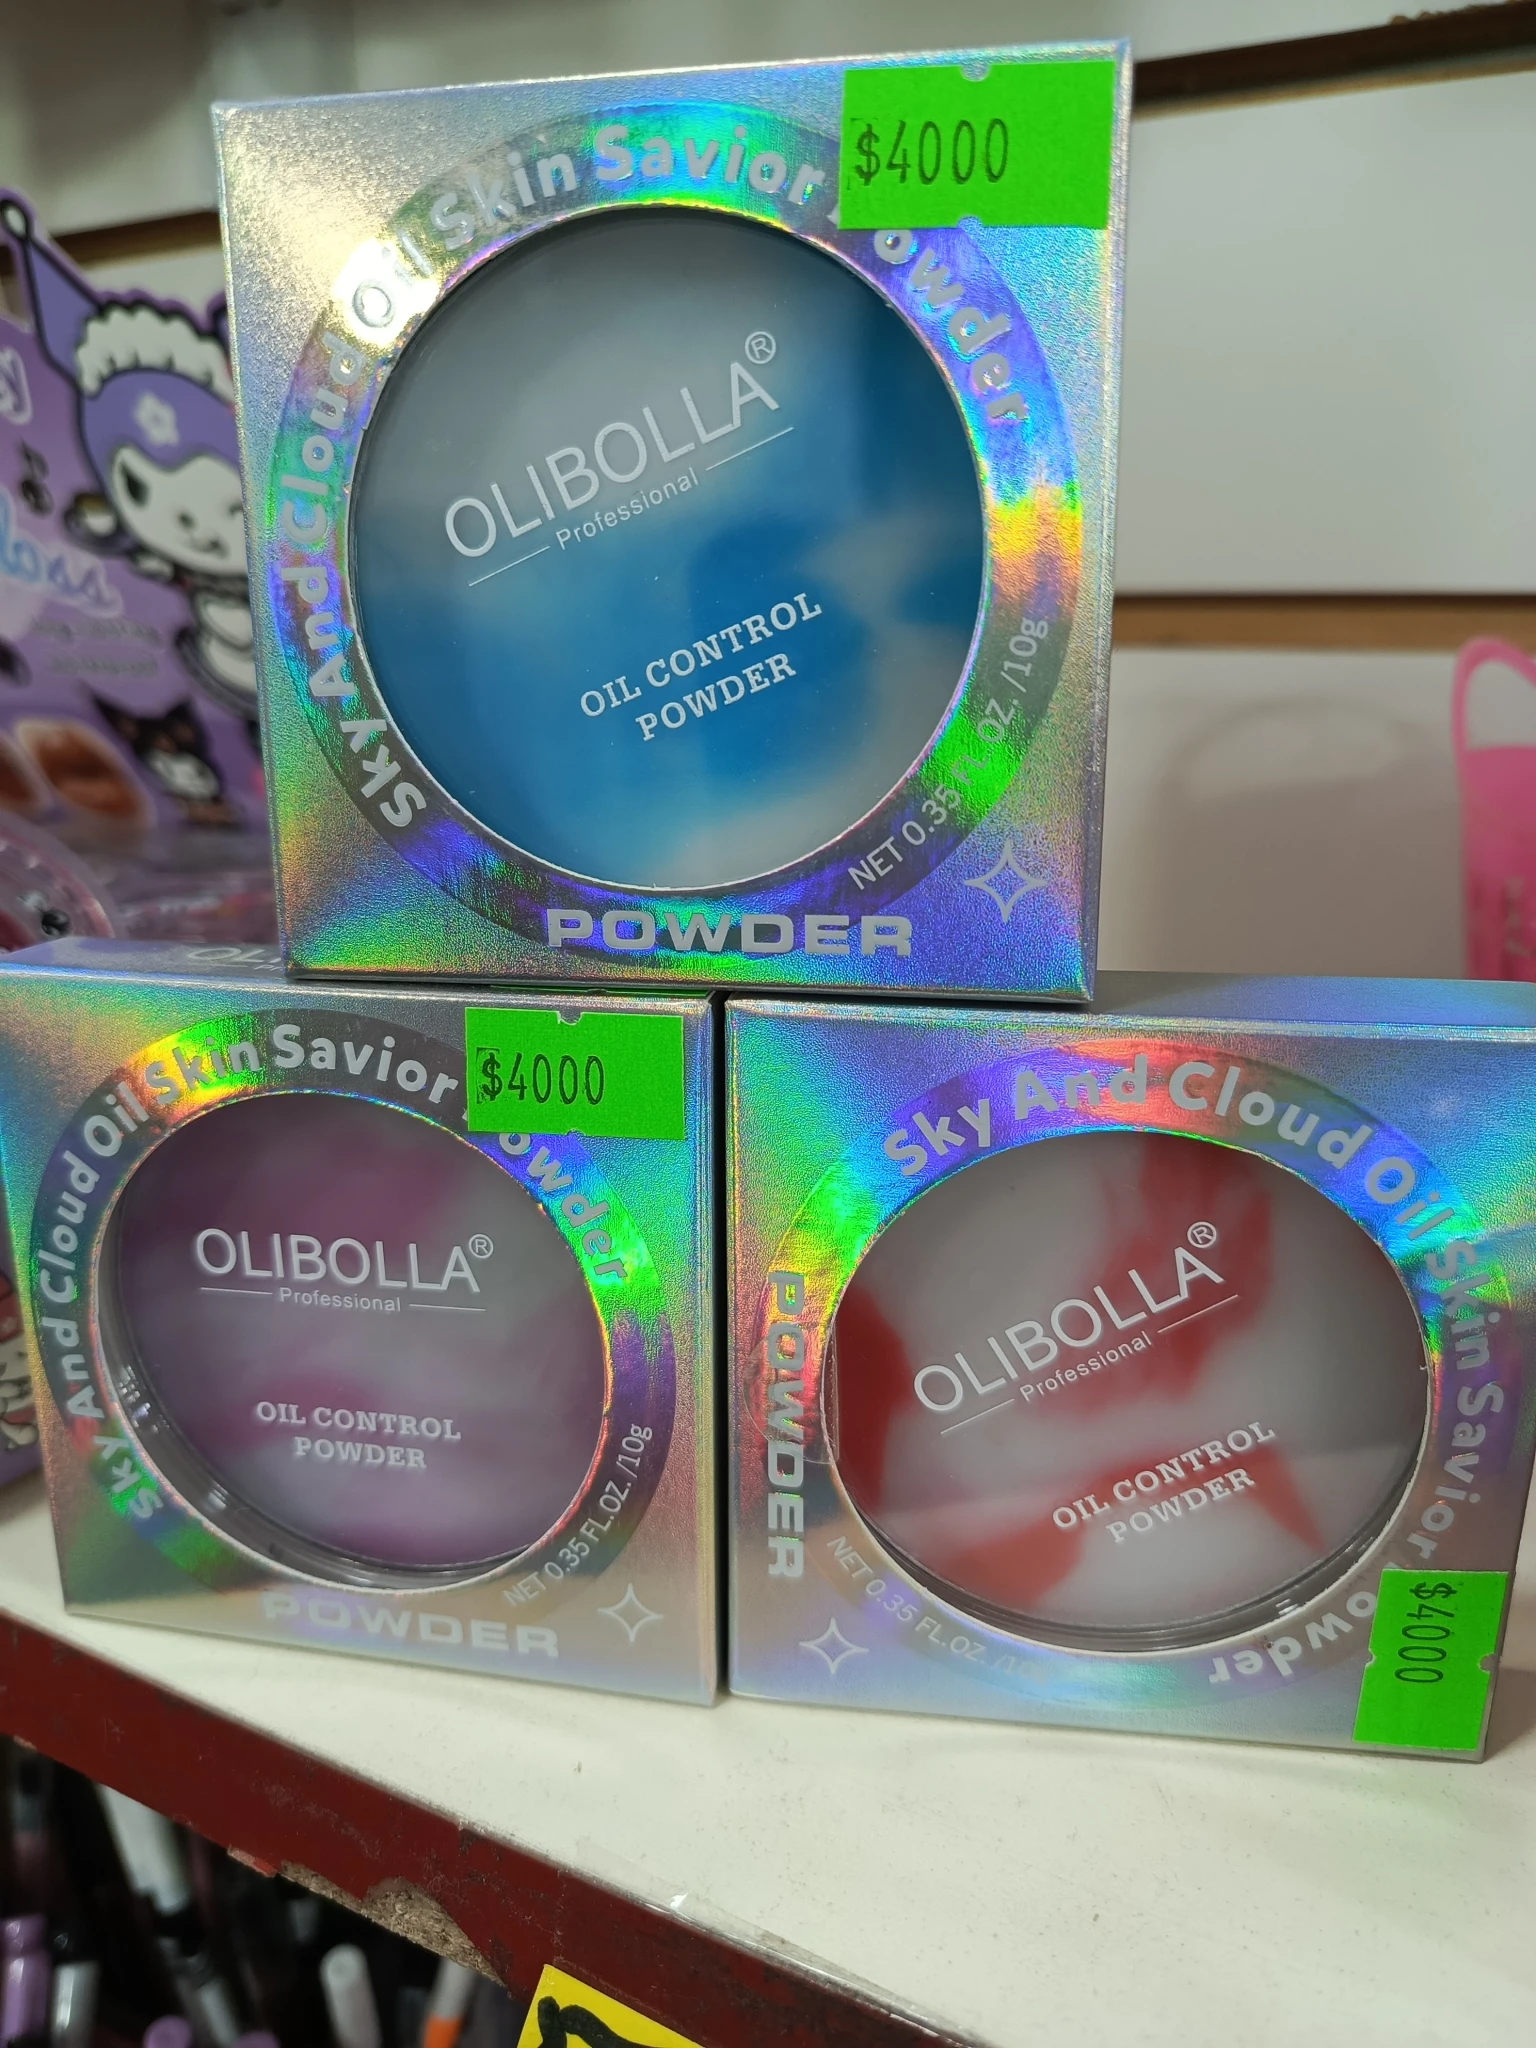 $4000
Sky And Cloud Oil Skin Savior Powder
OLIBOLLA®
Professional
OIL CONTROL
POWDER
NET 0.35 FL.OZ. /10g
POWDER
$4000
Sky And Cloud Oil Skin Savior Powder
OLIBOLLA®
Professional
OIL CONTROL
POWDER
NET 0.35 FL.OZ. /10g
POWDER
Sky And Cloud Oil Skin Savior Powder
OLIBOLLA®
Professional
OIL CONTROL
POWDER
POWDER
NET 0.35 FL.OZ. /10g
$4000